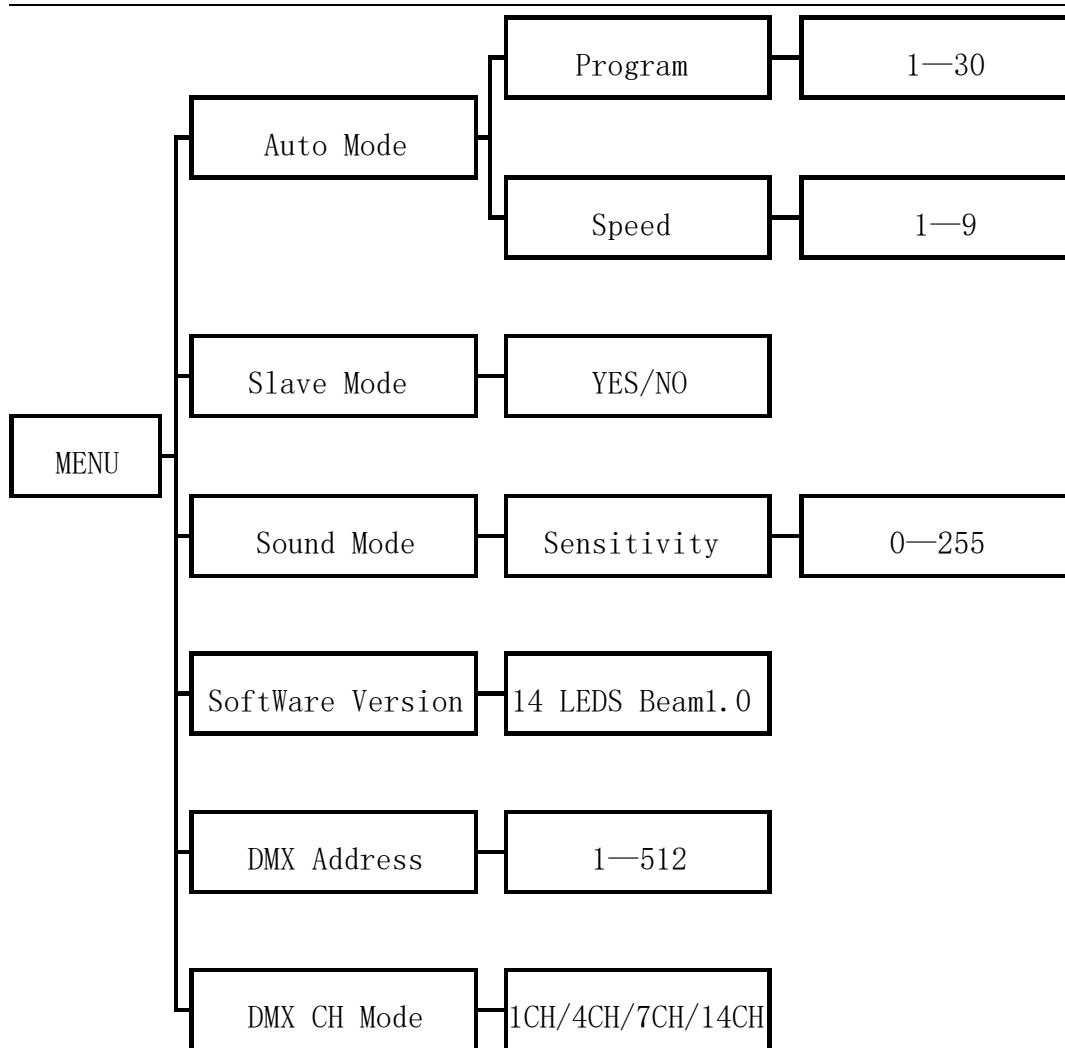 Program
1—30
Auto Mode
Speed
1—9
Slave Mode
YES/NO
MENU
Sound Mode
Sensitivity
0—255
SoftWare Version
14 LEDS Beam1.0
DMX Address
1—512
DMX CH Mode
1CH/4CH/7CH/14CH